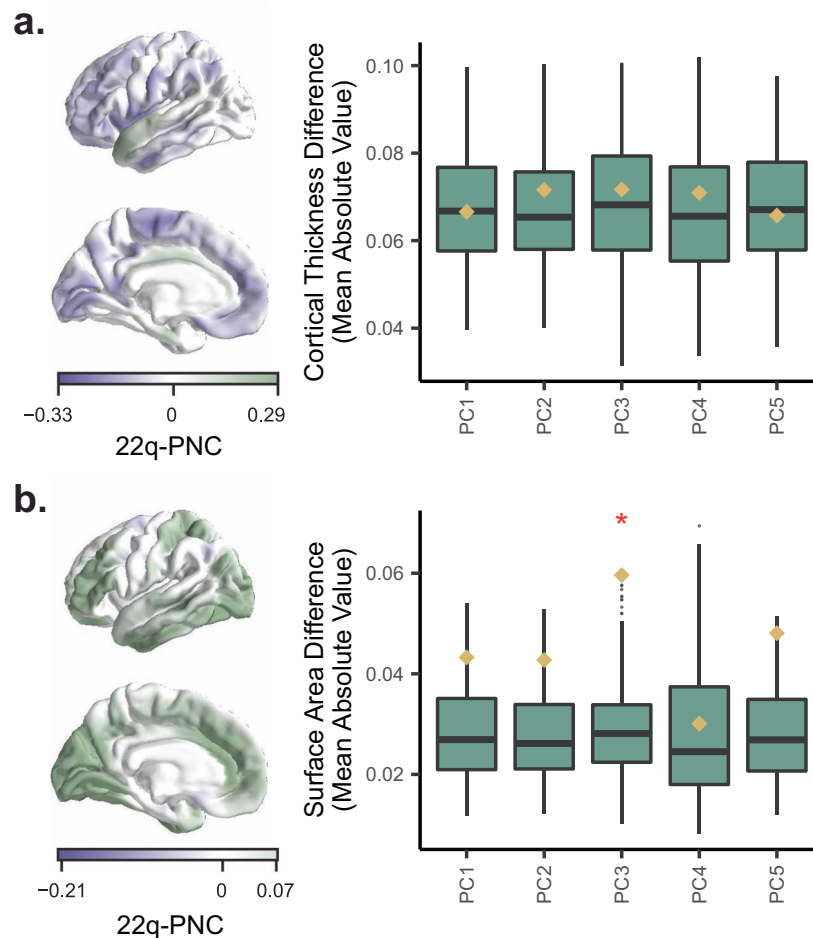 a.
Cortical Thickness Difference
(Mean Absolute Value)
0.10
0.08
0.06
0.04
PC1
PC2
PC3
PC4
PC5
−0.33
0
0.29
22q-PNC
b.
Surface Area Difference
(Mean Absolute Value)
*
0.06
0.04
0.02
PC1
PC2
PC3
PC4
PC5
−0.21
0
0.07
22q-PNC